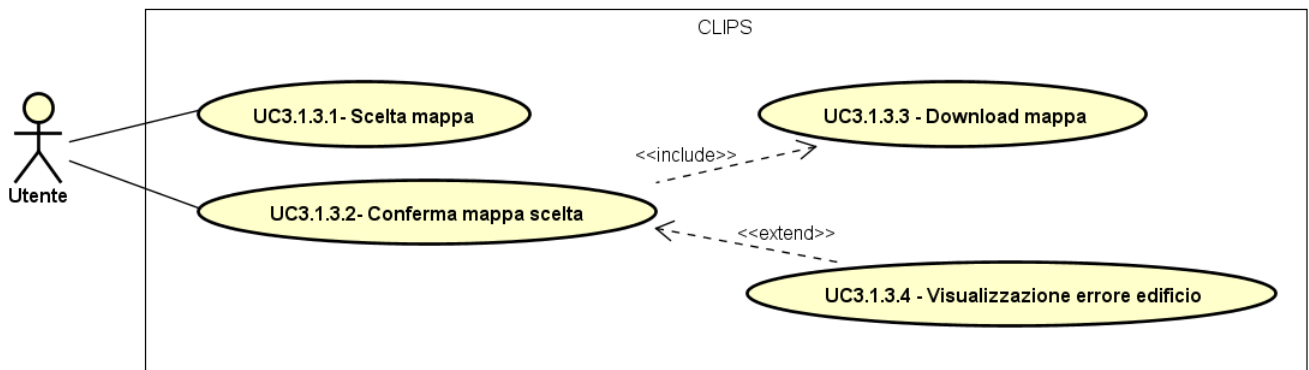 CLIPS
UC3.1.3.1- Scelta mappa
UC3.1.3.3 - Download mappa
<<include>>
Utente
UC3.1.3.2- Conferma mappa scelta
<<extend>>
UC3.1.3.4 - Visualizzazione errore edificio